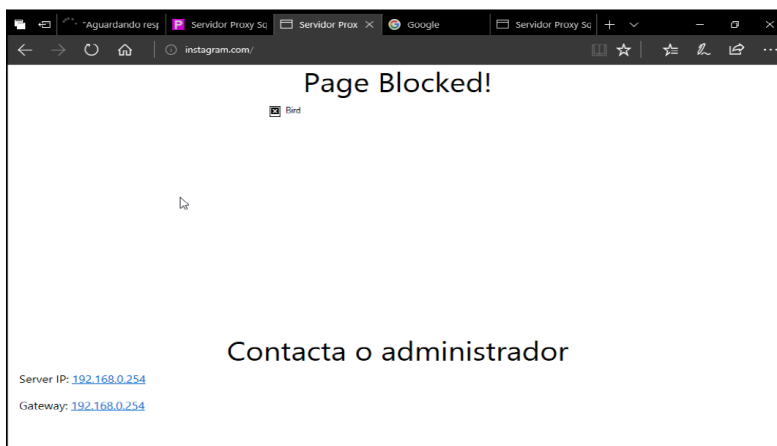 "Aguardando resp
Servidor Proxy Sq
Servidor Prox
Google
Servidor Proxy Sq
instagram.com/
Page Blocked!
Bird
Contacta o administrador
Server IP: 192.168.0.254
Gateway: 192.168.0.254